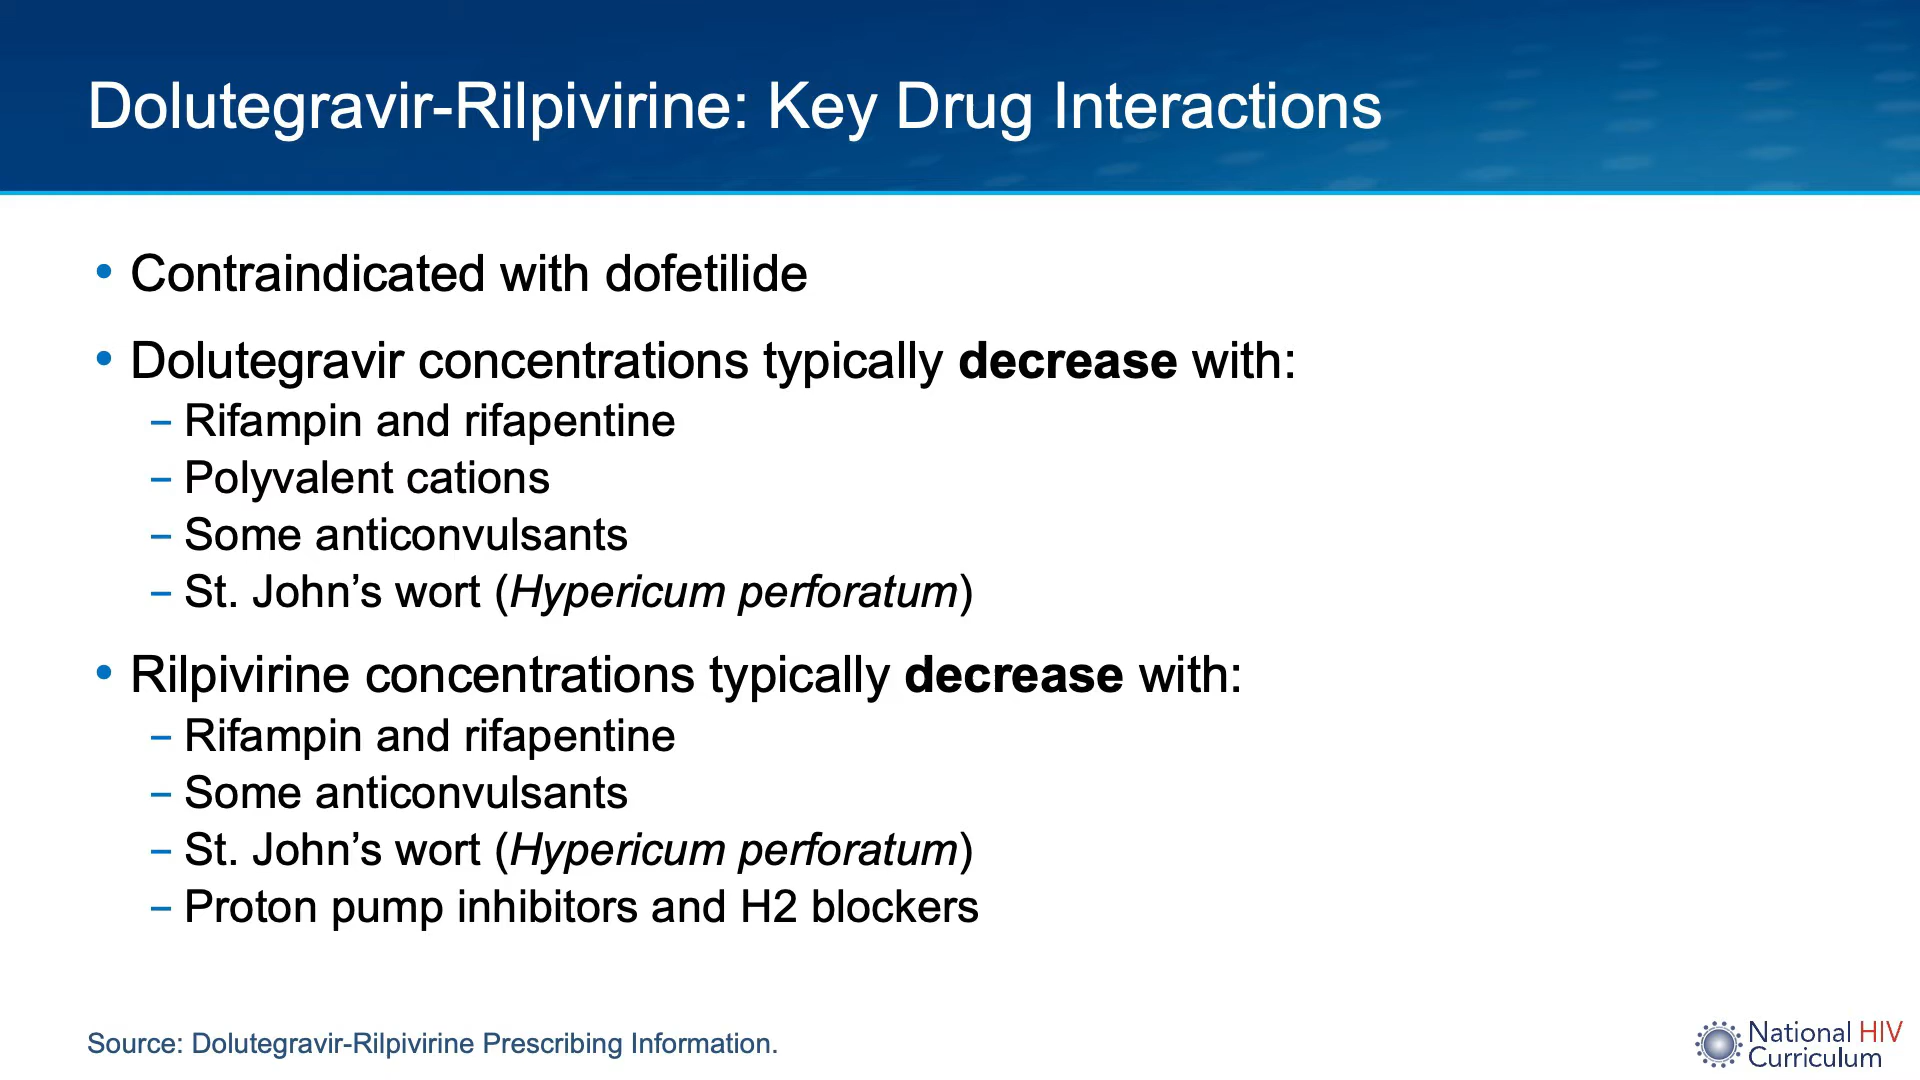 Dolutegravir-Rilpivirine: Key Drug Interactions
• Contraindicated with dofetilide
• Dolutegravir concentrations typically decrease with:
– Rifampin and rifapentine
– Polyvalent cations
– Some anticonvulsants
– St. John’s wort (Hypericum perforatum)
• Rilpivirine concentrations typically decrease with:
– Rifampin and rifapentine
– Some anticonvulsants
– St. John’s wort (Hypericum perforatum)
– Proton pump inhibitors and H2 blockers
Source: Dolutegravir-Rilpivirine Prescribing Information.
National HIV
Curriculum